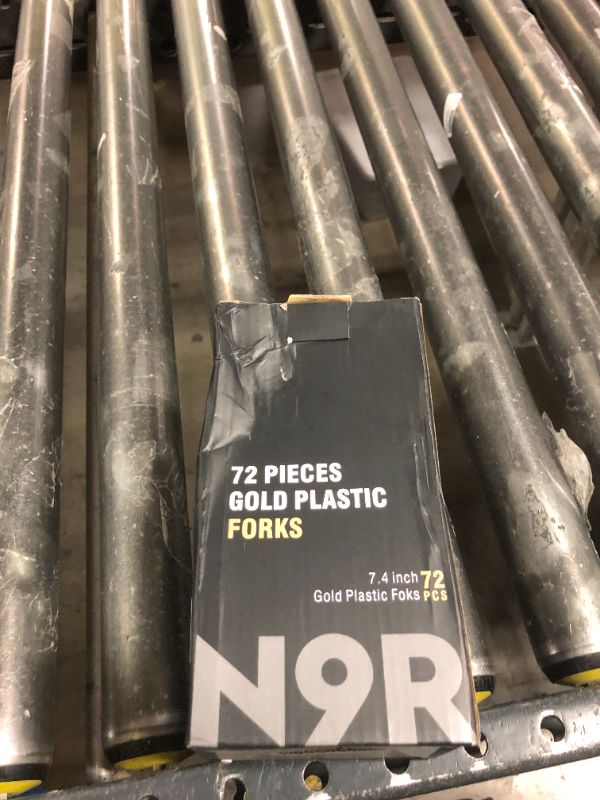 72 PIECES
GOLD PLASTIC
FORKS
7.4 inch 72
Gold Plastic Foks PCS
N9R